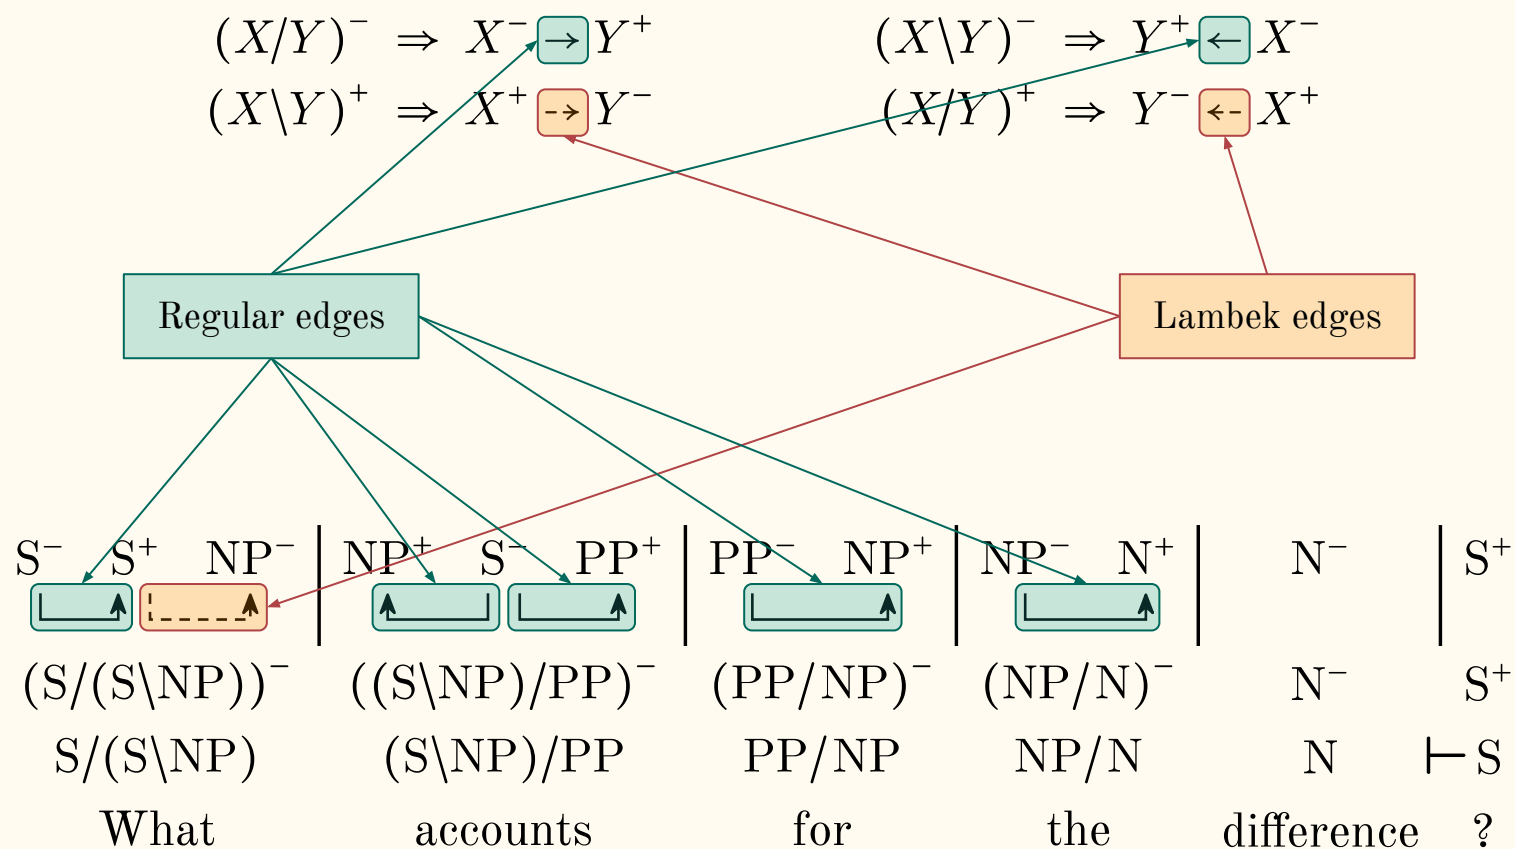 (X/Y)⁻ ⇒ X⁻ → Y⁺ (X\Y)⁻ ⇒ Y⁺ ← X⁻
(X\Y)⁺ ⇒ X⁺ ⇢ Y⁻ (X/Y)⁺ ⇒ Y⁻ ⇠ X⁺
Regular edges Lambek edges
S⁻ S⁺ NP⁻ | NP⁺ S⁻ PP⁺ | PP⁻ NP⁺ | NP⁻ N⁺ | N⁻ | S⁺
(S/(S\NP))⁻ ((S\NP)/PP)⁻ (PP/NP)⁻ (NP/N)⁻ N⁻ S⁺
S/(S\NP) (S\NP)/PP PP/NP NP/N N ⊢ S
What accounts for the difference ?